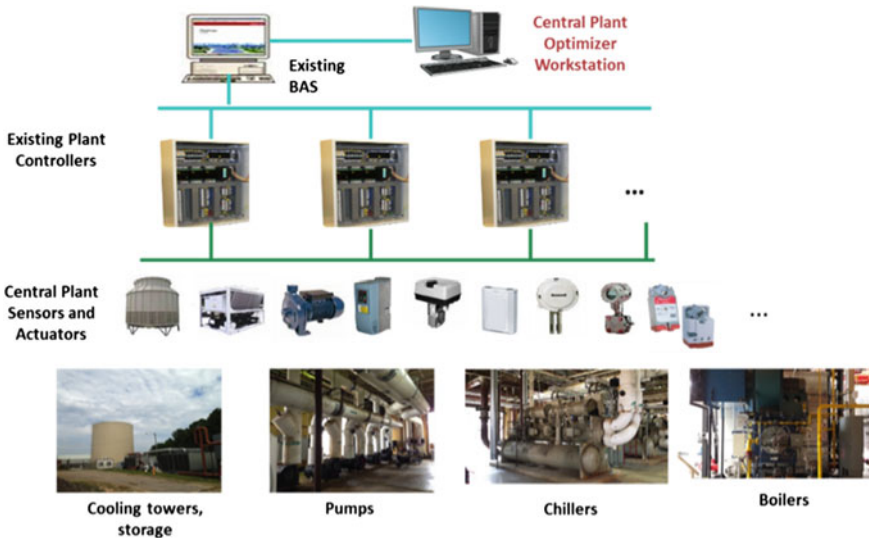 Central Plant
Optimizer
Workstation
Existing
BAS
Existing Plant
Controllers
...
Central Plant
Sensors and
Actuators
...
Cooling towers,
storage
Pumps
Chillers
Boilers